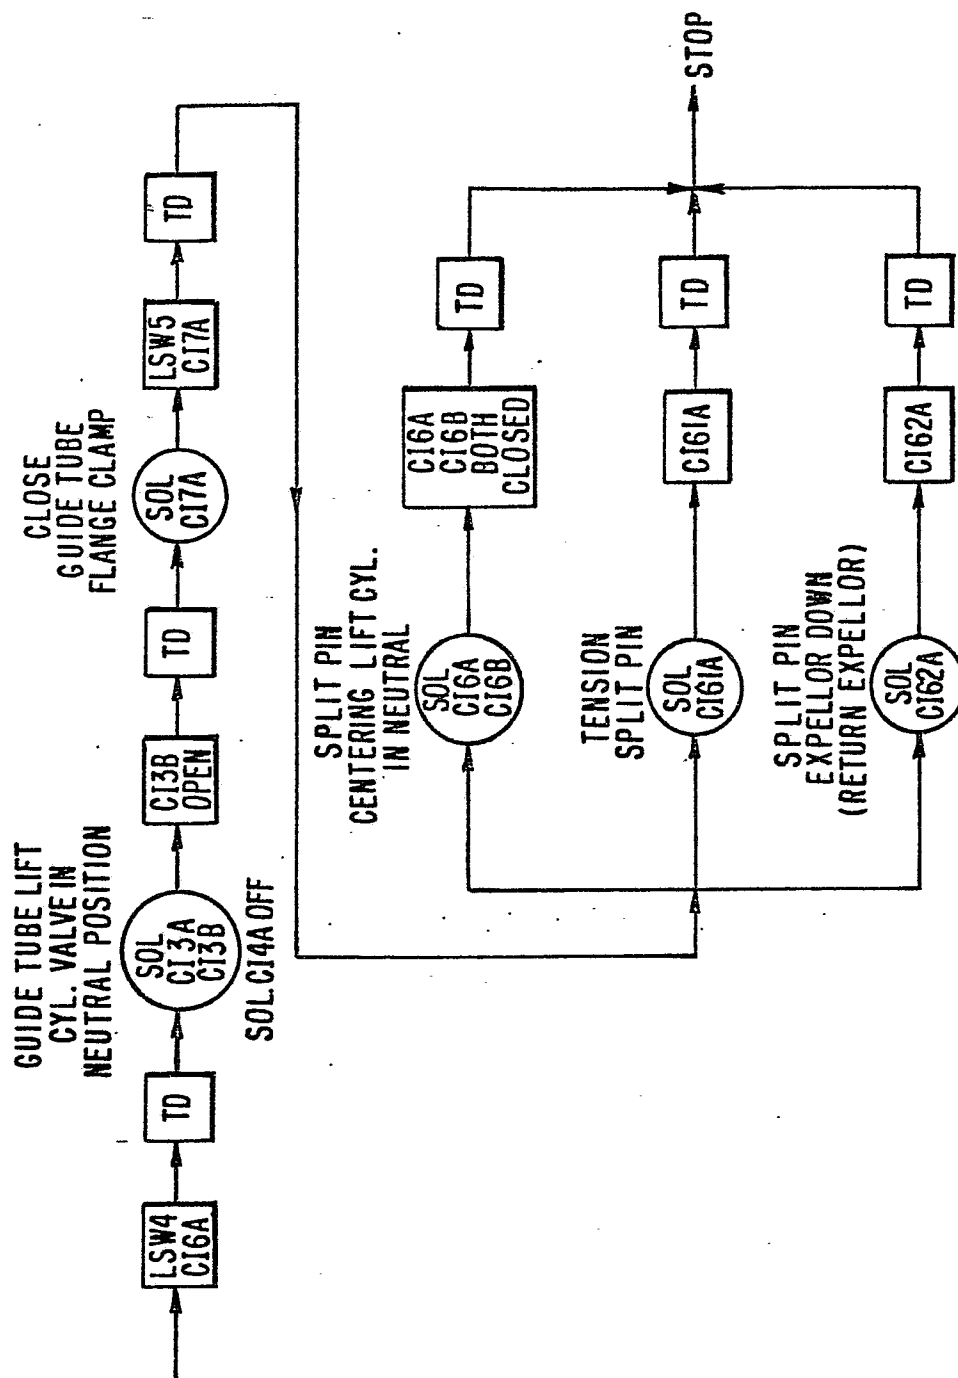 LSW4
CI6A
TD
GUIDE TUBE LIFT
CYL. VALVE IN
NEUTRAL POSITION
SOL
CI3A
CI3B
SOL.CI4A OFF
CI3B
OPEN
TD
CLOSE
GUIDE TUBE
FLANGE CLAMP
SOL
CI7A
LSW5
CI7A
TD
SPLIT PIN
CENTERING LIFT CYL.
IN NEUTRAL
SOL
CI6A
CI6B
CI6A
CI6B
BOTH
CLOSED
TD
TENSION
SPLIT PIN
SOL
CI61A
CI61A
TD
SPLIT PIN
EXPELLOR DOWN
(RETURN EXPELLOR)
SOL
CI62A
CI62A
TD
STOP